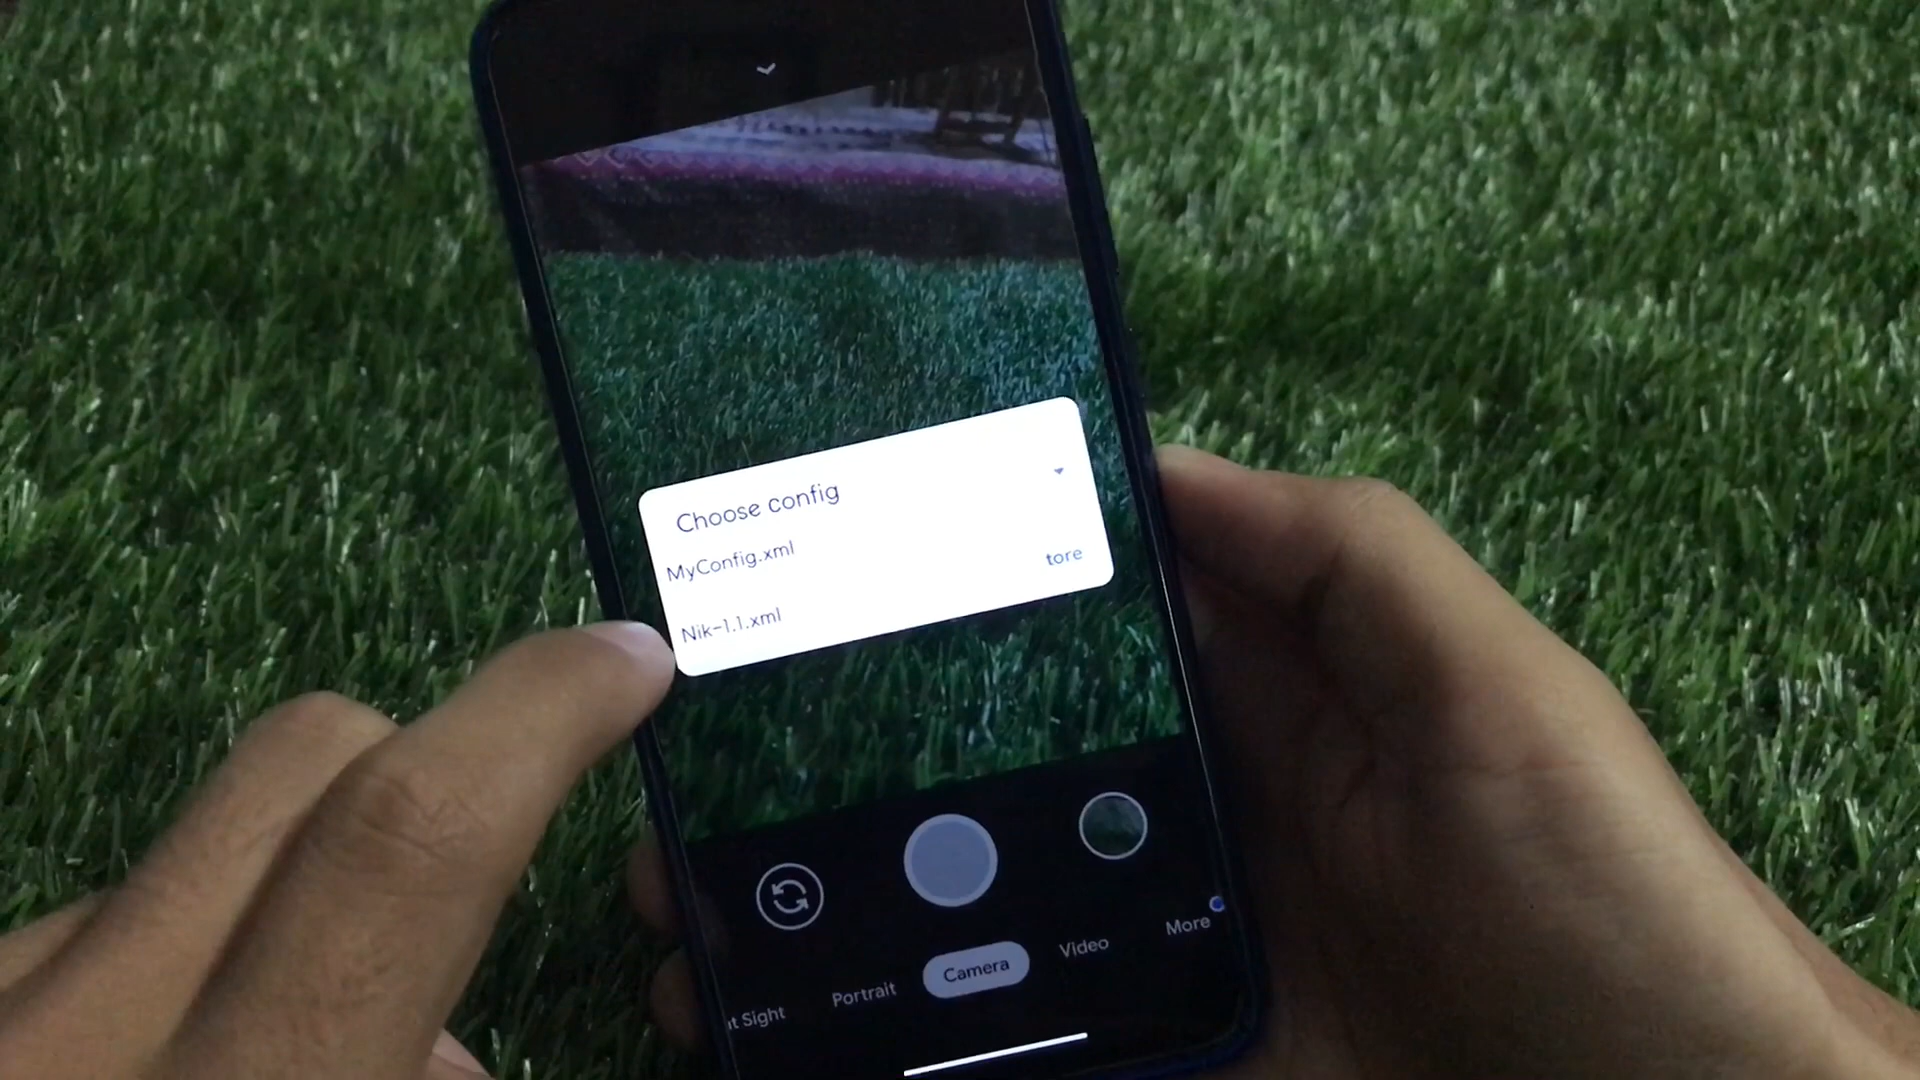 Choose config
MyConfig.xml
tore
Nik-1.1.xml
t Sight
Portrait
Camera
Video
More